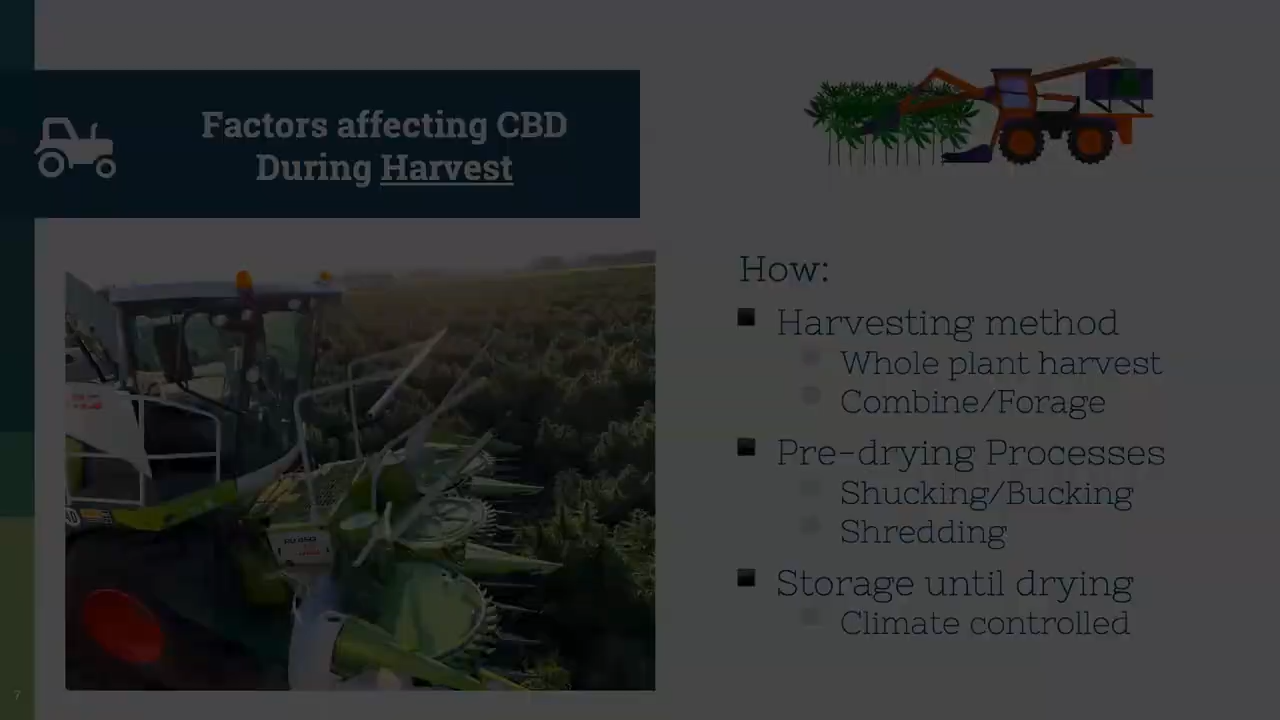 Factors affecting CBD
During Harvest
How:
Harvesting method
Whole plant harvest
Combine/Forage
Pre-drying Processes
Shucking/Bucking
Shredding
Storage until drying
Climate controlled
7